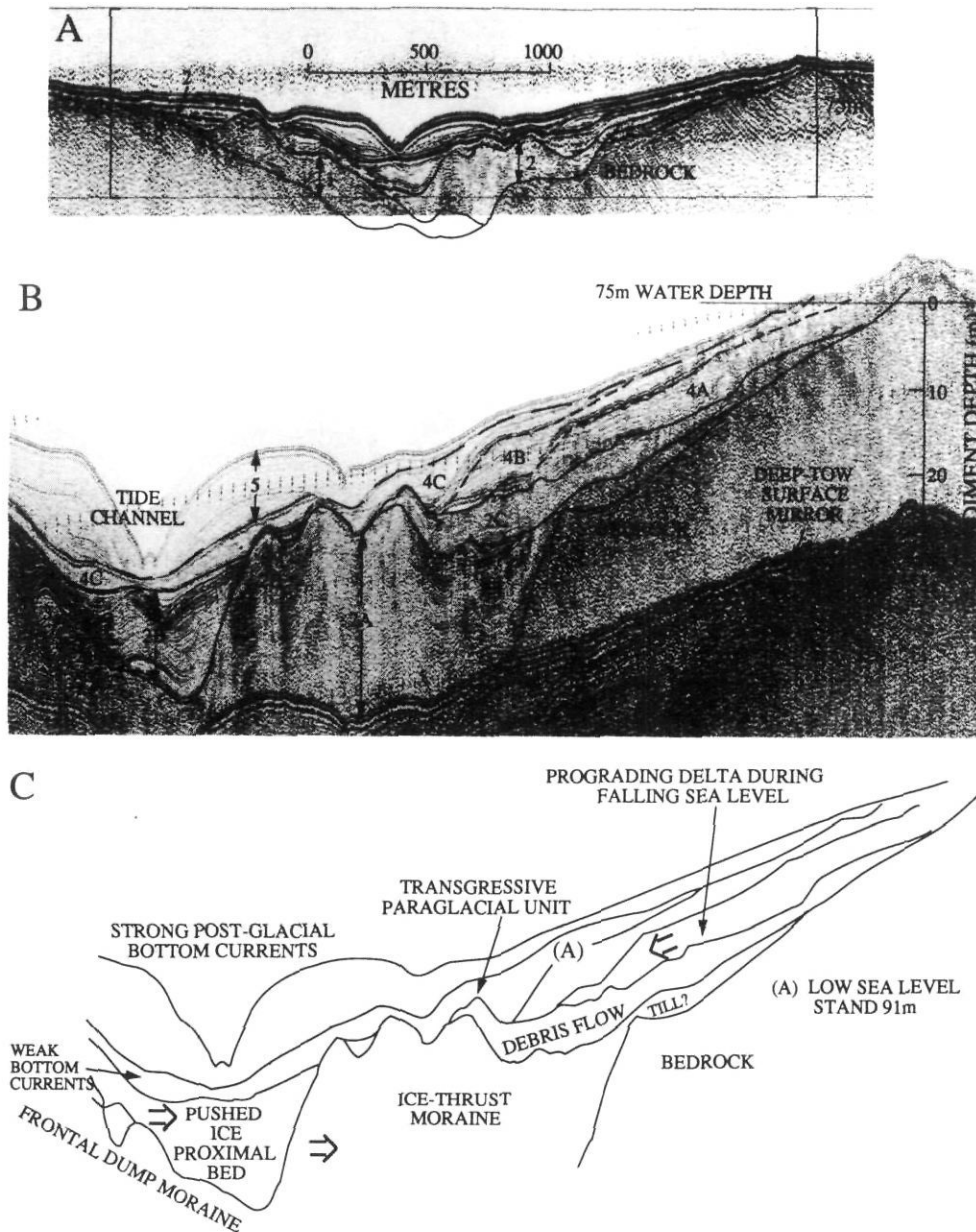 A
0 500 1000
METRES
2
2
BEDROCK
B
75m WATER DEPTH
0
10
20
4A
4B
4C
5
TIDE
CHANNEL
DEEP-TOW
SURFACE
MIRROR
4C
C
PROGRADING DELTA DURING
FALLING SEA LEVEL
TRANSGRESSIVE
PARAGLACIAL UNIT
STRONG POST-GLACIAL
BOTTOM CURRENTS
(A)
(A) LOW SEA LEVEL
STAND 91m
DEBRIS FLOW
TILL?
BEDROCK
WEAK
BOTTOM
CURRENTS
PUSHED
ICE
PROXIMAL
BED
ICE-THRUST
MORAINE
FRONTAL DUMP MORAINE